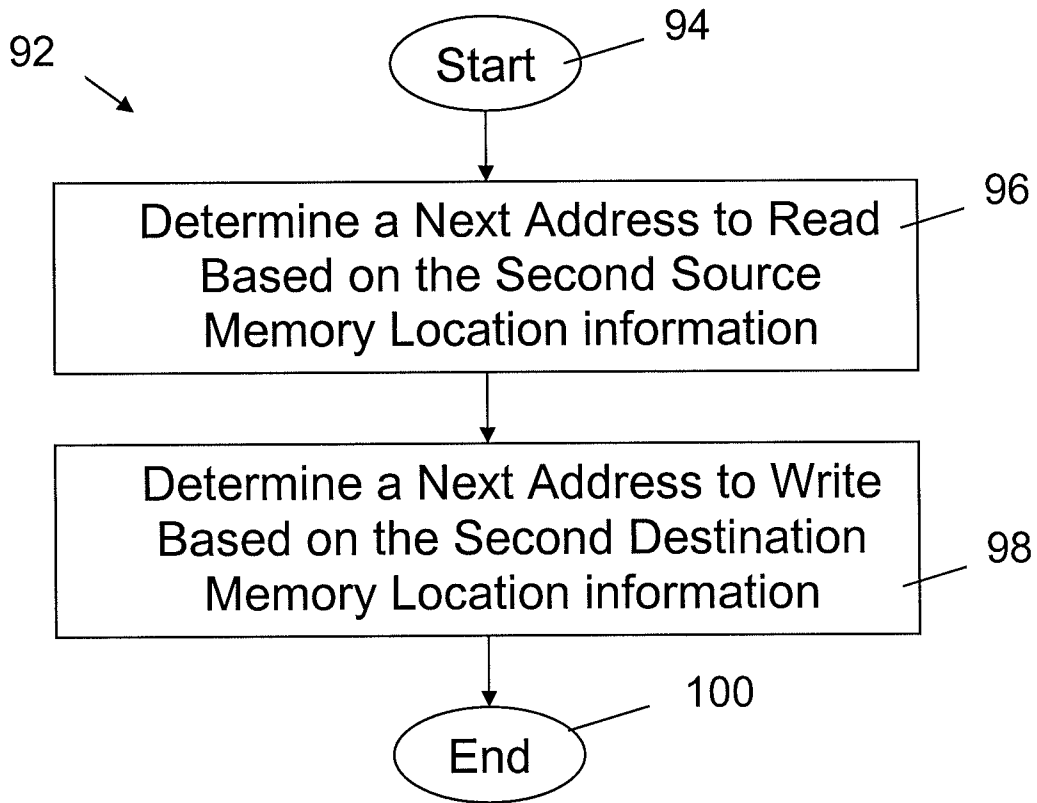 94
92
Start
96
Determine a Next Address to Read
Based on the Second Source
Memory Location information
Determine a Next Address to Write
Based on the Second Destination
Memory Location information
98
100
End